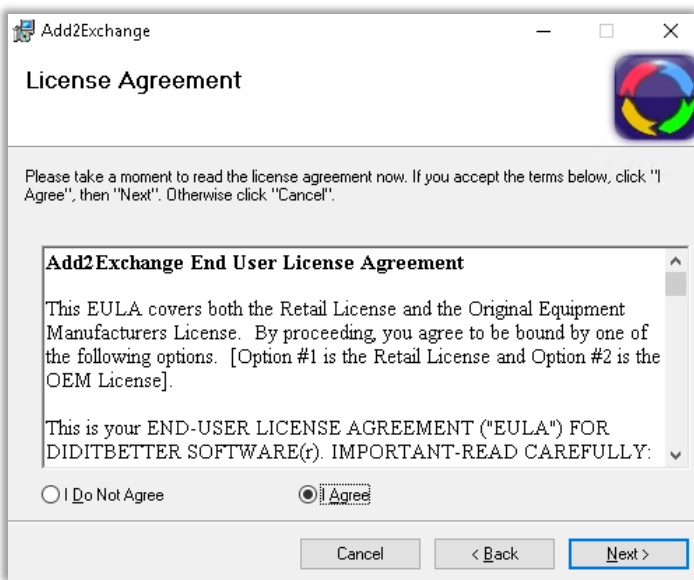 Add2Exchange
License Agreement
Please take a moment to read the license agreement now. If you accept the terms below, click "I
Agree", then "Next". Otherwise click "Cancel".
Add2Exchange End User License Agreement
This EULA covers both the Retail License and the Original Equipment
Manufacturers License.  By proceeding, you agree to be bound by one of
the following options.  [Option #1 is the Retail License and Option #2 is the
OEM License].
This is your END-USER LICENSE AGREEMENT ("EULA") FOR
DIDITBETTER SOFTWARE(r). IMPORTANT-READ CAREFULLY:
I Do Not Agree I Agree
Cancel < Back Next >